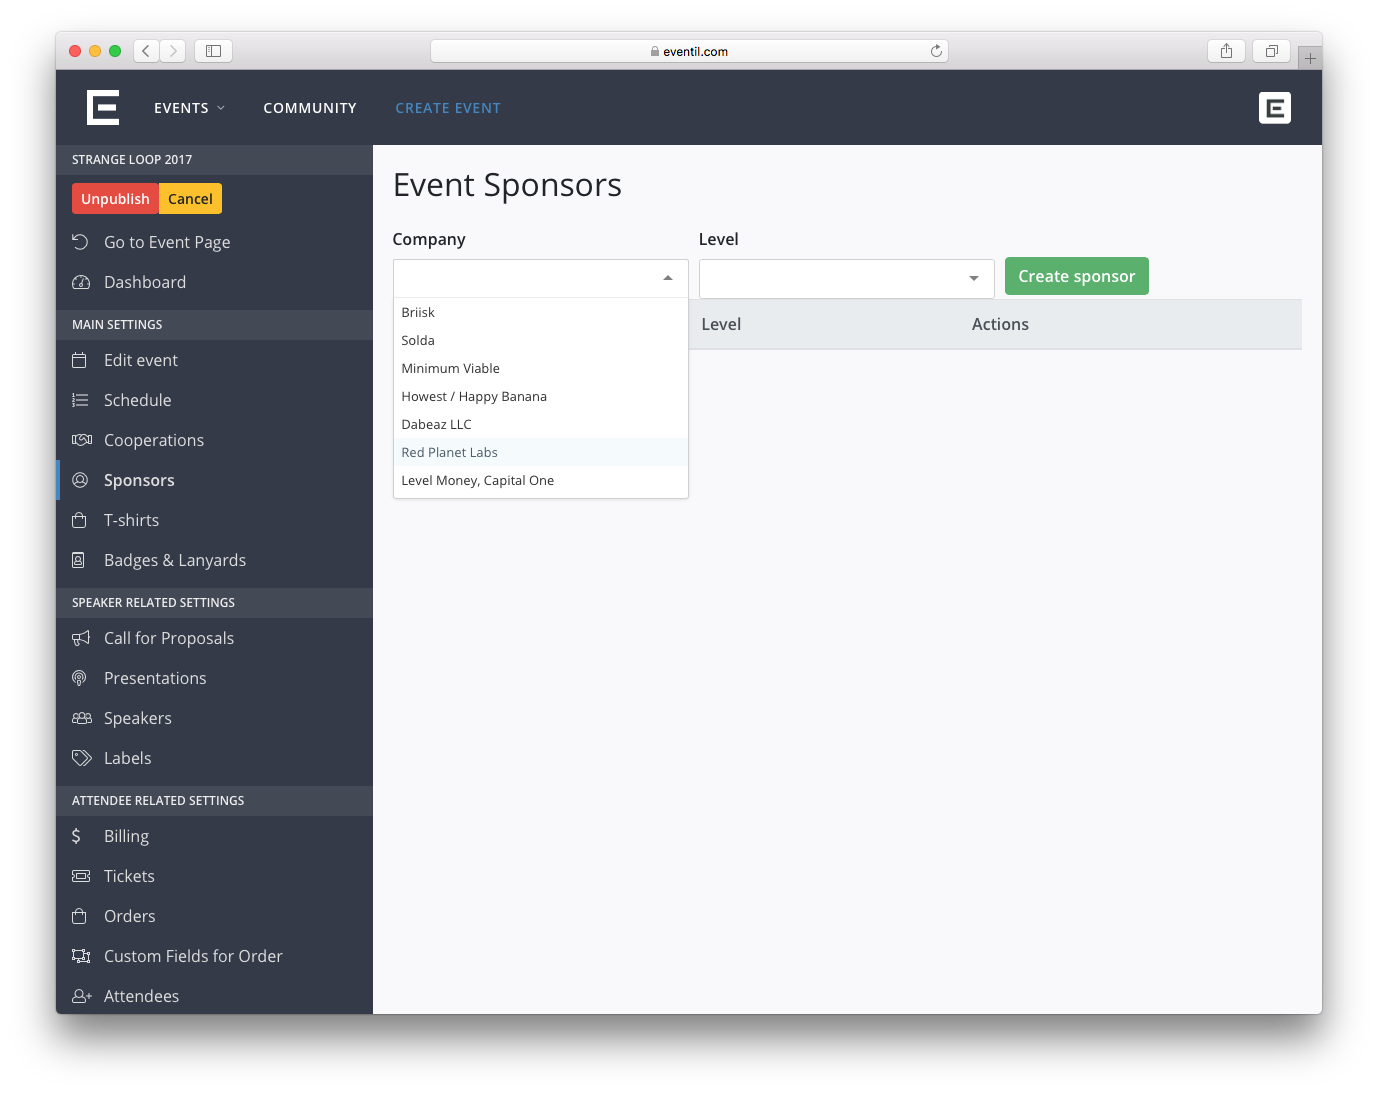 eventil.com
EVENTS
COMMUNITY
CREATE EVENT
STRANGE LOOP 2017
Unpublish
Cancel
Go to Event Page
Dashboard
MAIN SETTINGS
Edit event
Schedule
Cooperations
Sponsors
T-shirts
Badges & Lanyards
SPEAKER RELATED SETTINGS
Call for Proposals
Presentations
Speakers
Labels
ATTENDEE RELATED SETTINGS
Billing
Tickets
Orders
Custom Fields for Order
Attendees
Event Sponsors
Company
Level
Create sponsor
Briisk
Solda
Minimum Viable
Howest / Happy Banana
Dabeaz LLC
Red Planet Labs
Level Money, Capital One
Level
Actions